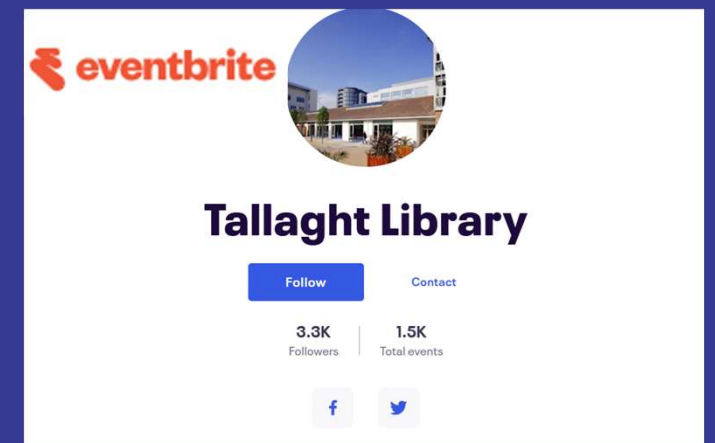 eventbrite
Tallaght Library
Follow Contact
3.3K 1.5K
Followers Total events